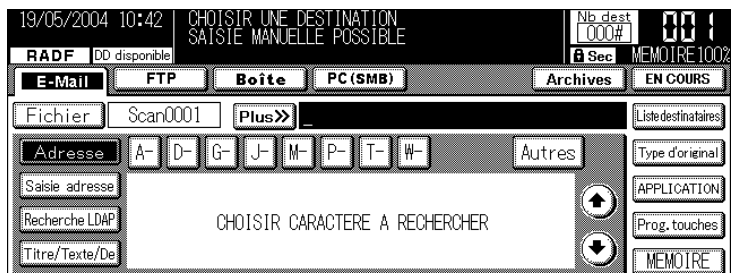 19/05/2004 10:42 CHOISIR UNE DESTINATION Nb dest 001
SAISIE MANUELLE POSSIBLE 000#
RADF DD disponible Sec MEMOIRE100%
E-Mail FTP Boîte PC(SMB) Archives EN COURS
Fichier Scan0001 Plus>> _ Liste destinataires
Adresse A- D- G- J- M- P- T- W- Autres Type d'original
Saisie adresse APPLICATION
Recherche LDAP CHOISIR CARACTERE A RECHERCHER Prog.touches
Titre/Texte/De MEMOIRE